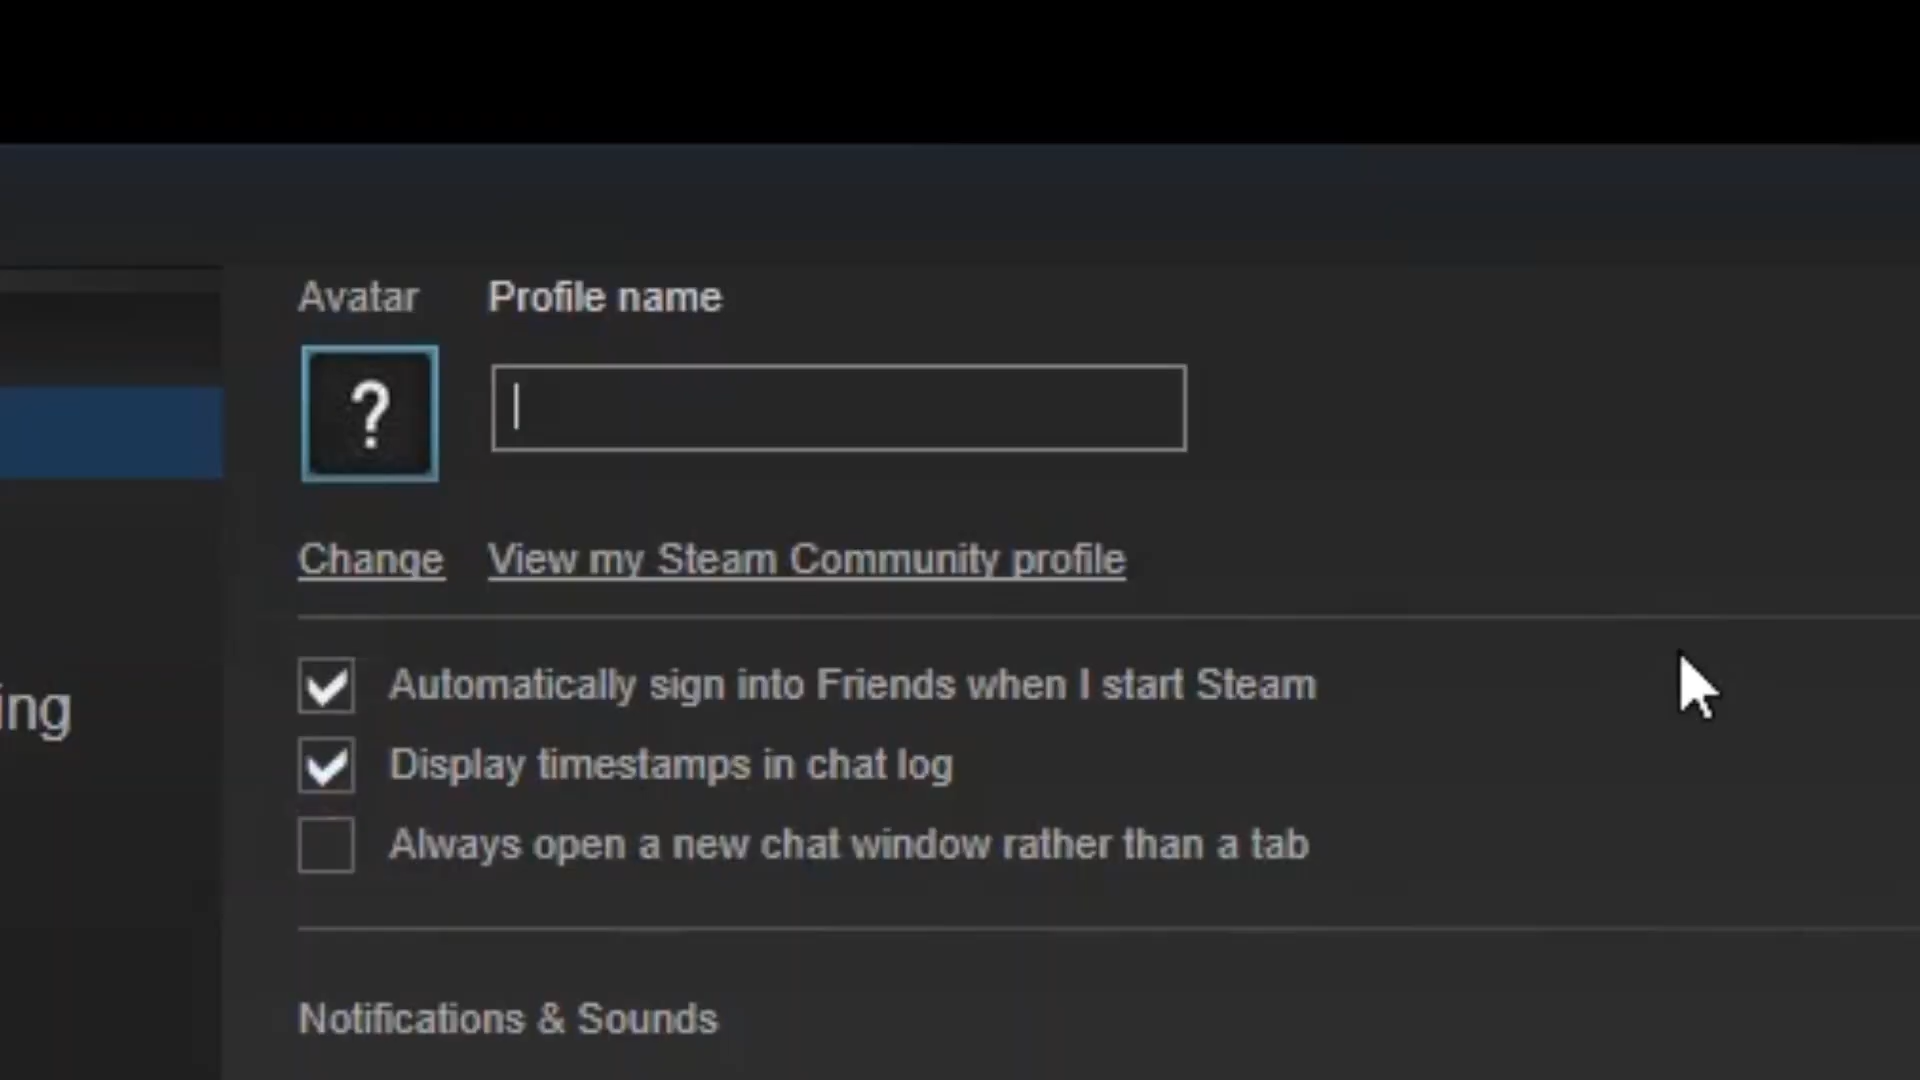 Avatar Profile name
?
Change View my Steam Community profile
ing
Automatically sign into Friends when I start Steam
Display timestamps in chat log
Always open a new chat window rather than a tab
Notifications & Sounds